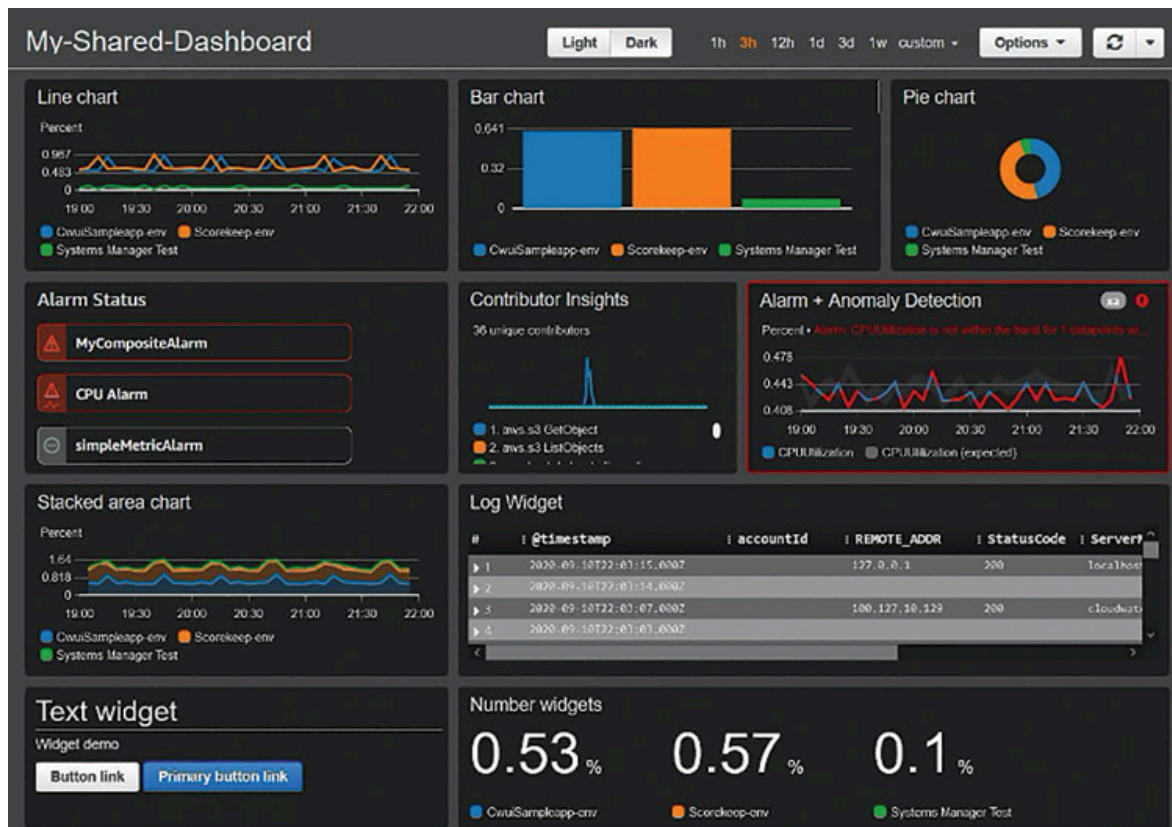 My-Shared-Dashboard
Light Dark 1h 3h 12h 1d 3d 1w custom Options
Line chart
Percent
0.967
0.483
0
19:00 19:30 20:00 20:30 21:00 21:30 22:00
CwuiSampleapp-env Scorekeep-env
Systems Manager Test
Bar chart
0.641
0.32
0
CwuiSampleapp-env Scorekeep-env Systems Manager Test
Pie chart
CwuiSampleapp-env Scorekeep-env
Systems Manager Test
Alarm Status
MyCompositeAlarm
CPU Alarm
simpleMetricAlarm
Contributor Insights
36 unique contributors
1. aws.s3 GetObject
2. aws.s3 ListObjects
Alarm + Anomaly Detection
Percent • Alarm: CPUUtilization is not within the band for 1 datapoints wi...
0.478
0.443
0.408
19:00 19:30 20:00 20:30 21:00 21:30 22:00
CPUUtilization CPUUtilization (expected)
Stacked area chart
Percent
1.64
0.818
0
19:00 19:30 20:00 20:30 21:00 21:30 22:00
CwuiSampleapp-env Scorekeep-env
Systems Manager Test
Log Widget
# @timestamp accountId REMOTE_ADDR StatusCode
1 2020-09-10T22:03:15.000Z 127.0.0.1 200
2 2020-09-10T22:03:14.000Z
3 2020-09-10T22:03:07.000Z 100.127.10.129 200
4 2020-09-10T22:03:03.000Z
Text widget
Widget demo
Button link Primary button link
Number widgets
0.53 % 0.57 % 0.1 %
CwuiSampleapp-env Scorekeep-env Systems Manager Test